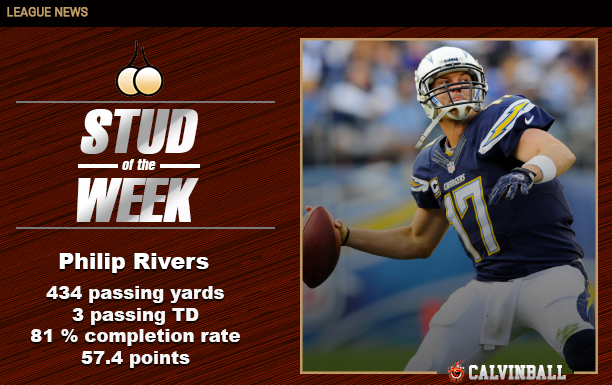 LEAGUE NEWS
STUD
of the
WEEK
Philip Rivers
434 passing yards
3 passing TD
81 % completion rate
57.4 points
CHARGERS
17
CALVINBALL